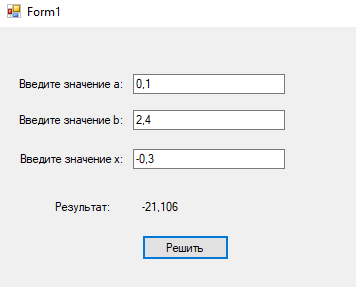 Form1
Введите значение a: 0,1
Введите значение b: 2,4
Введите значение x: -0,3
Результат: -21,106
Решить